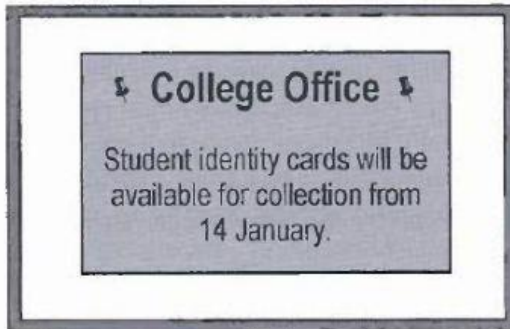 College Office
Student identity cards will be
available for collection from
14 January.